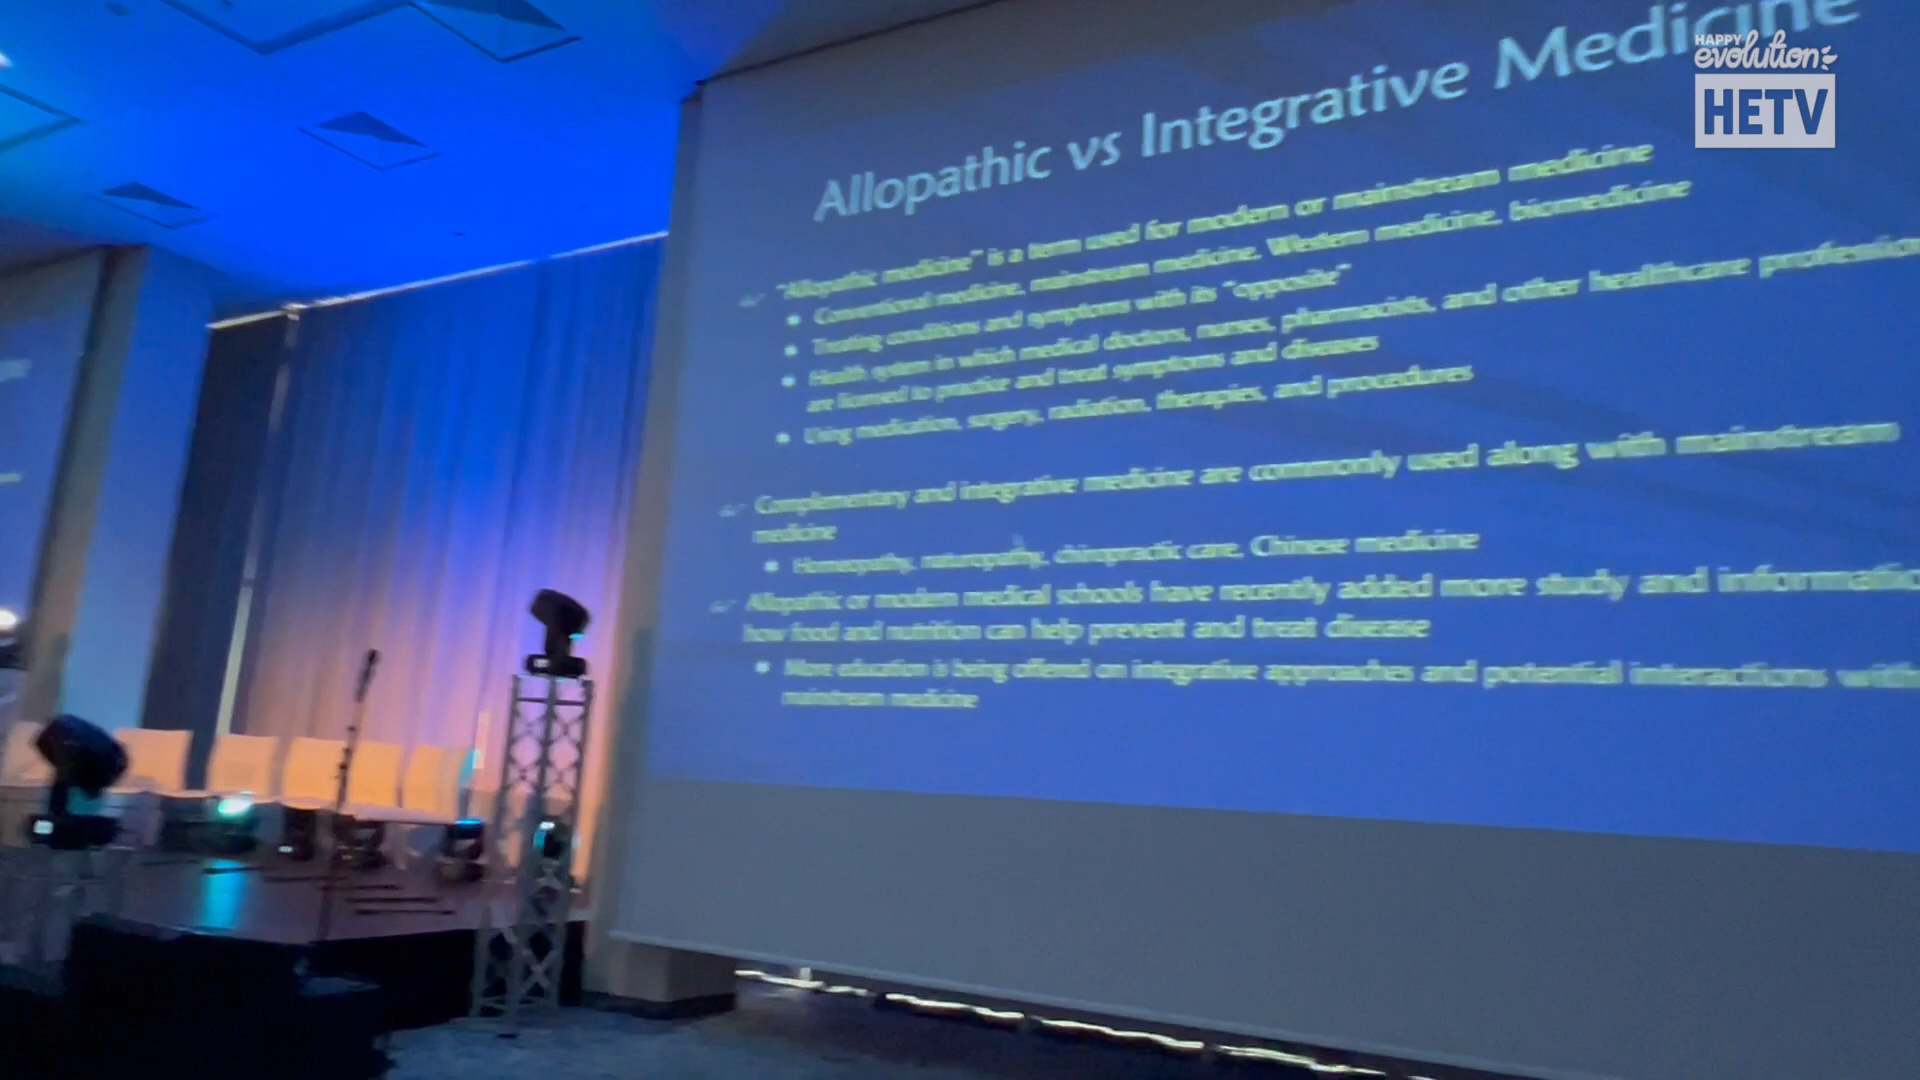 Allopathic vs Integrative Medicine
HAPPY
evolution
HETV
"Allopathic medicine" is a term used for modern or mainstream medicine
Conventional medicine, mainstream medicine, Western medicine, biomedicine
Treating conditions and symptoms with its "opposite"
Health system in which medical doctors, nurses, pharmacists, and other healthcare
are licensed to practice and treat symptoms and diseases
Using medication, surgery, radiation, therapies, and procedures
Complementary and integrative medicine are commonly used along with mainstream
medicine
Homeopathy, naturopathy, chiropractic care, Chinese medicine
Allopathic or modern medical schools have recently added more study and
how food and nutrition can help prevent and treat disease
More education is being offered on integrative approaches and potential interactions with
mainstream medicine